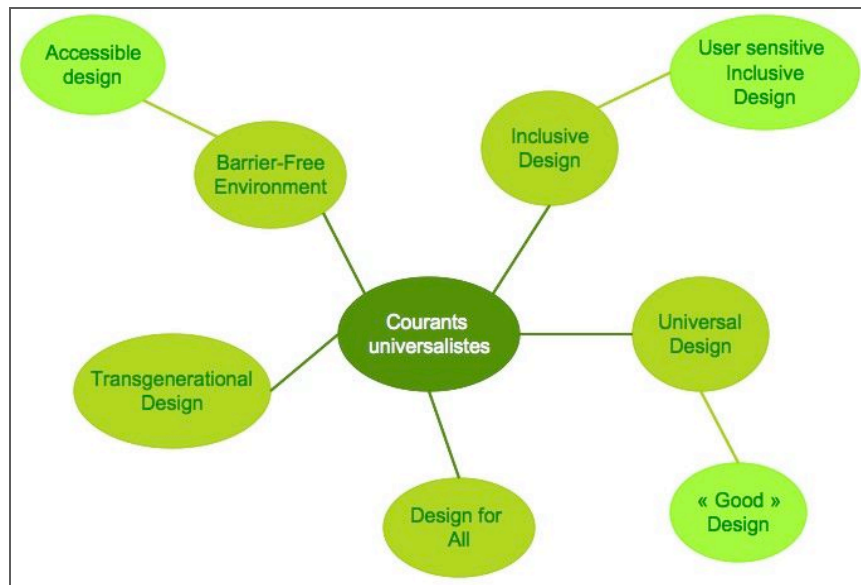 Accessible
design
User sensitive
Inclusive
Design
Inclusive
Design
Barrier-Free
Environment
Courants
universalistes
Universal
Design
Transgenerational
Design
Design for
All
« Good »
Design